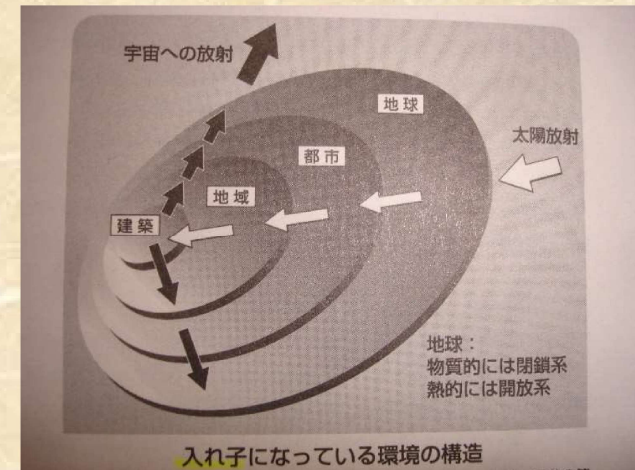 宇宙への放射
地球
太陽放射
都市
地域
建築
地球：
物質的には閉鎖系
熱的には開放系
入れ子になっている環境の構造